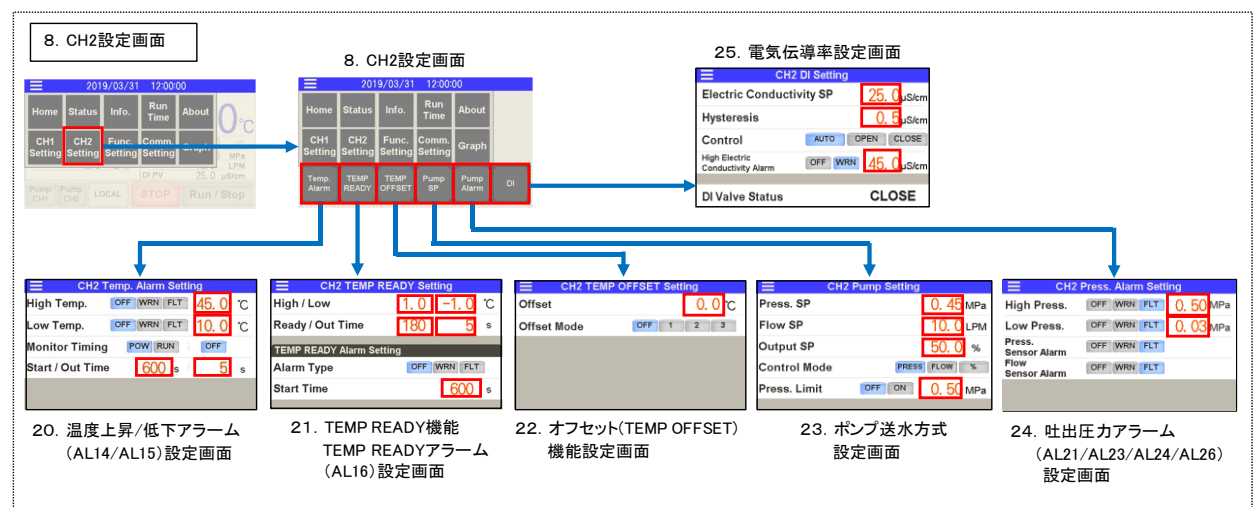 8. CH2設定画面
2019/03/31 12:00:00
Home Status Info. Run Time About
CH1 Setting CH2 Setting Func. Setting Comm. Setting Graph
0℃
MPa
LPM
DI PV 25.0 μS/cm
Pump CH1 Pump CH2 LOCAL STOP Run / Stop
8. CH2設定画面
2019/03/31 12:00:00
Home Status Info. Run Time About
CH1 Setting CH2 Setting Func. Setting Comm. Setting Graph
Temp. Alarm TEMP READY TEMP OFFSET Pump SP Pump Alarm DI
25. 電気伝導率設定画面
CH2 DI Setting
Electric Conductivity SP 25.0 μS/cm
Hysteresis 0.5 μS/cm
Control AUTO OPEN CLOSE
High Electric
Conductivity Alarm OFF WRN 45.0 μS/cm
DI Valve Status CLOSE
CH2 Temp. Alarm Setting
High Temp. OFF WRN FLT 45.0 ℃
Low Temp. OFF WRN FLT 10.0 ℃
Monitor Timing POW RUN OFF
Start / Out Time 600 s 5 s
20. 温度上昇/低下アラーム
(AL14/AL15)設定画面
CH2 TEMP READY Setting
High / Low 1.0 -1.0 ℃
Ready / Out Time 180 5 s
TEMP READY Alarm Setting
Alarm Type OFF WRN FLT
Start Time 600 s
21. TEMP READY機能
TEMP READYアラーム
(AL16)設定画面
CH2 TEMP OFFSET Setting
Offset 0.0 ℃
Offset Mode OFF 1 2 3
22. オフセット(TEMP OFFSET)
機能設定画面
CH2 Pump Setting
Press. SP 0.45 MPa
Flow SP 10.0 LPM
Output SP 50.0 %
Control Mode PRESS FLOW %
Press. Limit OFF ON 0.50 MPa
23. ポンプ送水方式
設定画面
CH2 Press. Alarm Setting
High Press. OFF WRN FLT 0.50 MPa
Low Press. OFF WRN FLT 0.03 MPa
Press.
Sensor Alarm OFF WRN FLT
Flow
Sensor Alarm OFF WRN FLT
24. 吐出圧力アラーム
(AL21/AL23/AL24/AL26)
設定画面